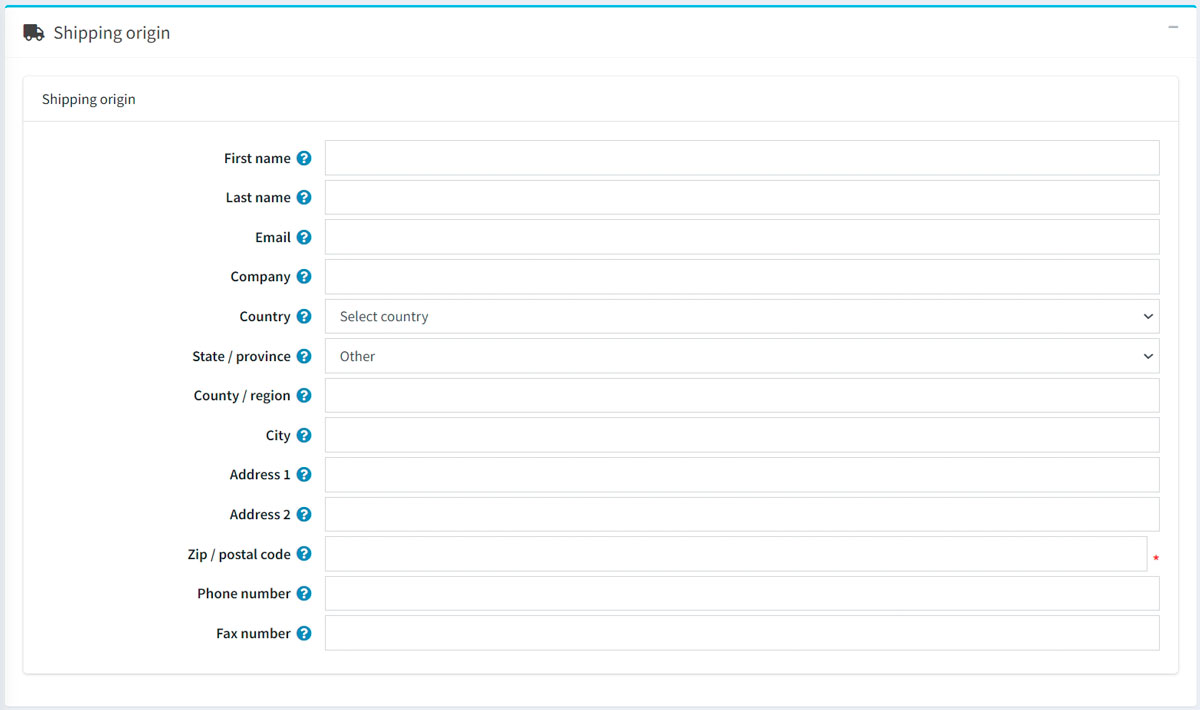 Shipping origin
Shipping origin
First name
Last name
Email
Company
Country Select country
State / province Other
County / region
City
Address 1
Address 2
Zip / postal code *
Phone number
Fax number